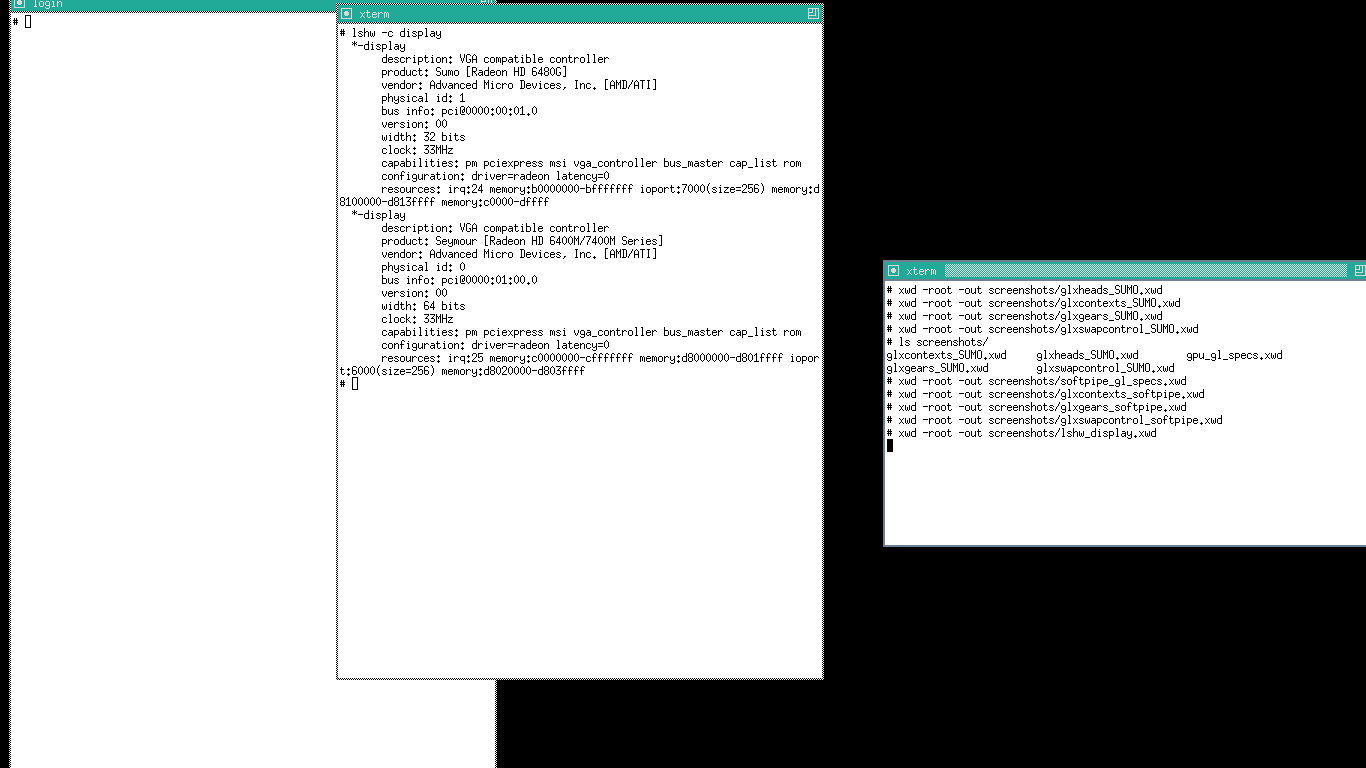 login
# 
xterm
# lshw -c display
*-display
description: VGA compatible controller
product: Sumo [Radeon HD 6480G]
vendor: Advanced Micro Devices, Inc. [AMD/ATI]
physical id: 1
bus info: pci@0000:00:01.0
version: 00
width: 32 bits
clock: 33MHz
capabilities: pm pciexpress msi vga_controller bus_master cap_list rom
configuration: driver=radeon latency=0
resources: irq:24 memory:b0000000-bfffffff ioport:7000(size=256) memory:d
8100000-d813ffff memory:c0000-dffff
*-display
description: VGA compatible controller
product: Seymour [Radeon HD 6400M/7400M Series]
vendor: Advanced Micro Devices, Inc. [AMD/ATI]
physical id: 0
bus info: pci@0000:01:00.0
version: 00
width: 64 bits
clock: 33MHz
capabilities: pm pciexpress msi vga_controller bus_master cap_list rom
configuration: driver=radeon latency=0
resources: irq:25 memory:c0000000-cfffffff memory:d8000000-d801ffff iopor
t:6000(size=256) memory:d8020000-d803ffff
# 
xterm
# xwd -root -out screenshots/glxheads_SUMO.xwd
# xwd -root -out screenshots/glxcontexts_SUMO.xwd
# xwd -root -out screenshots/glxgears_SUMO.xwd
# xwd -root -out screenshots/glxswapcontrol_SUMO.xwd
# ls screenshots/
glxcontexts_SUMO.xwd glxheads_SUMO.xwd gpu_gl_specs.xwd
glxgears_SUMO.xwd glxswapcontrol_SUMO.xwd
# xwd -root -out screenshots/softpipe_gl_specs.xwd
# xwd -root -out screenshots/glxcontexts_softpipe.xwd
# xwd -root -out screenshots/glxgears_softpipe.xwd
# xwd -root -out screenshots/glxswapcontrol_softpipe.xwd
# xwd -root -out screenshots/lshw_display.xwd